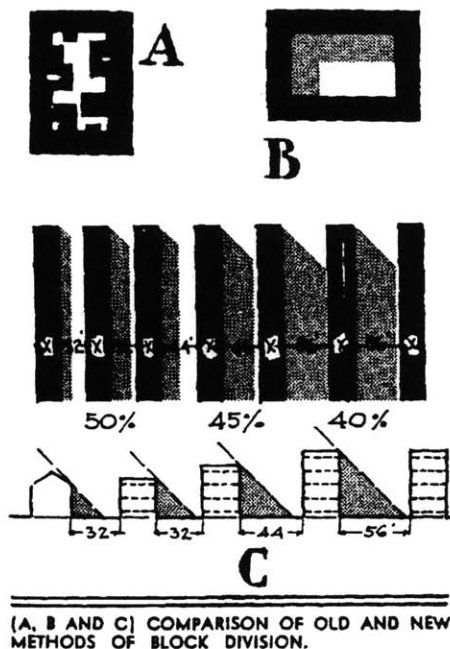 A
B
X X X X X X X
50% 45% 40%
32 32 44 56'
C
(A, B AND C) COMPARISON OF OLD AND NEW
METHODS OF BLOCK DIVISION.